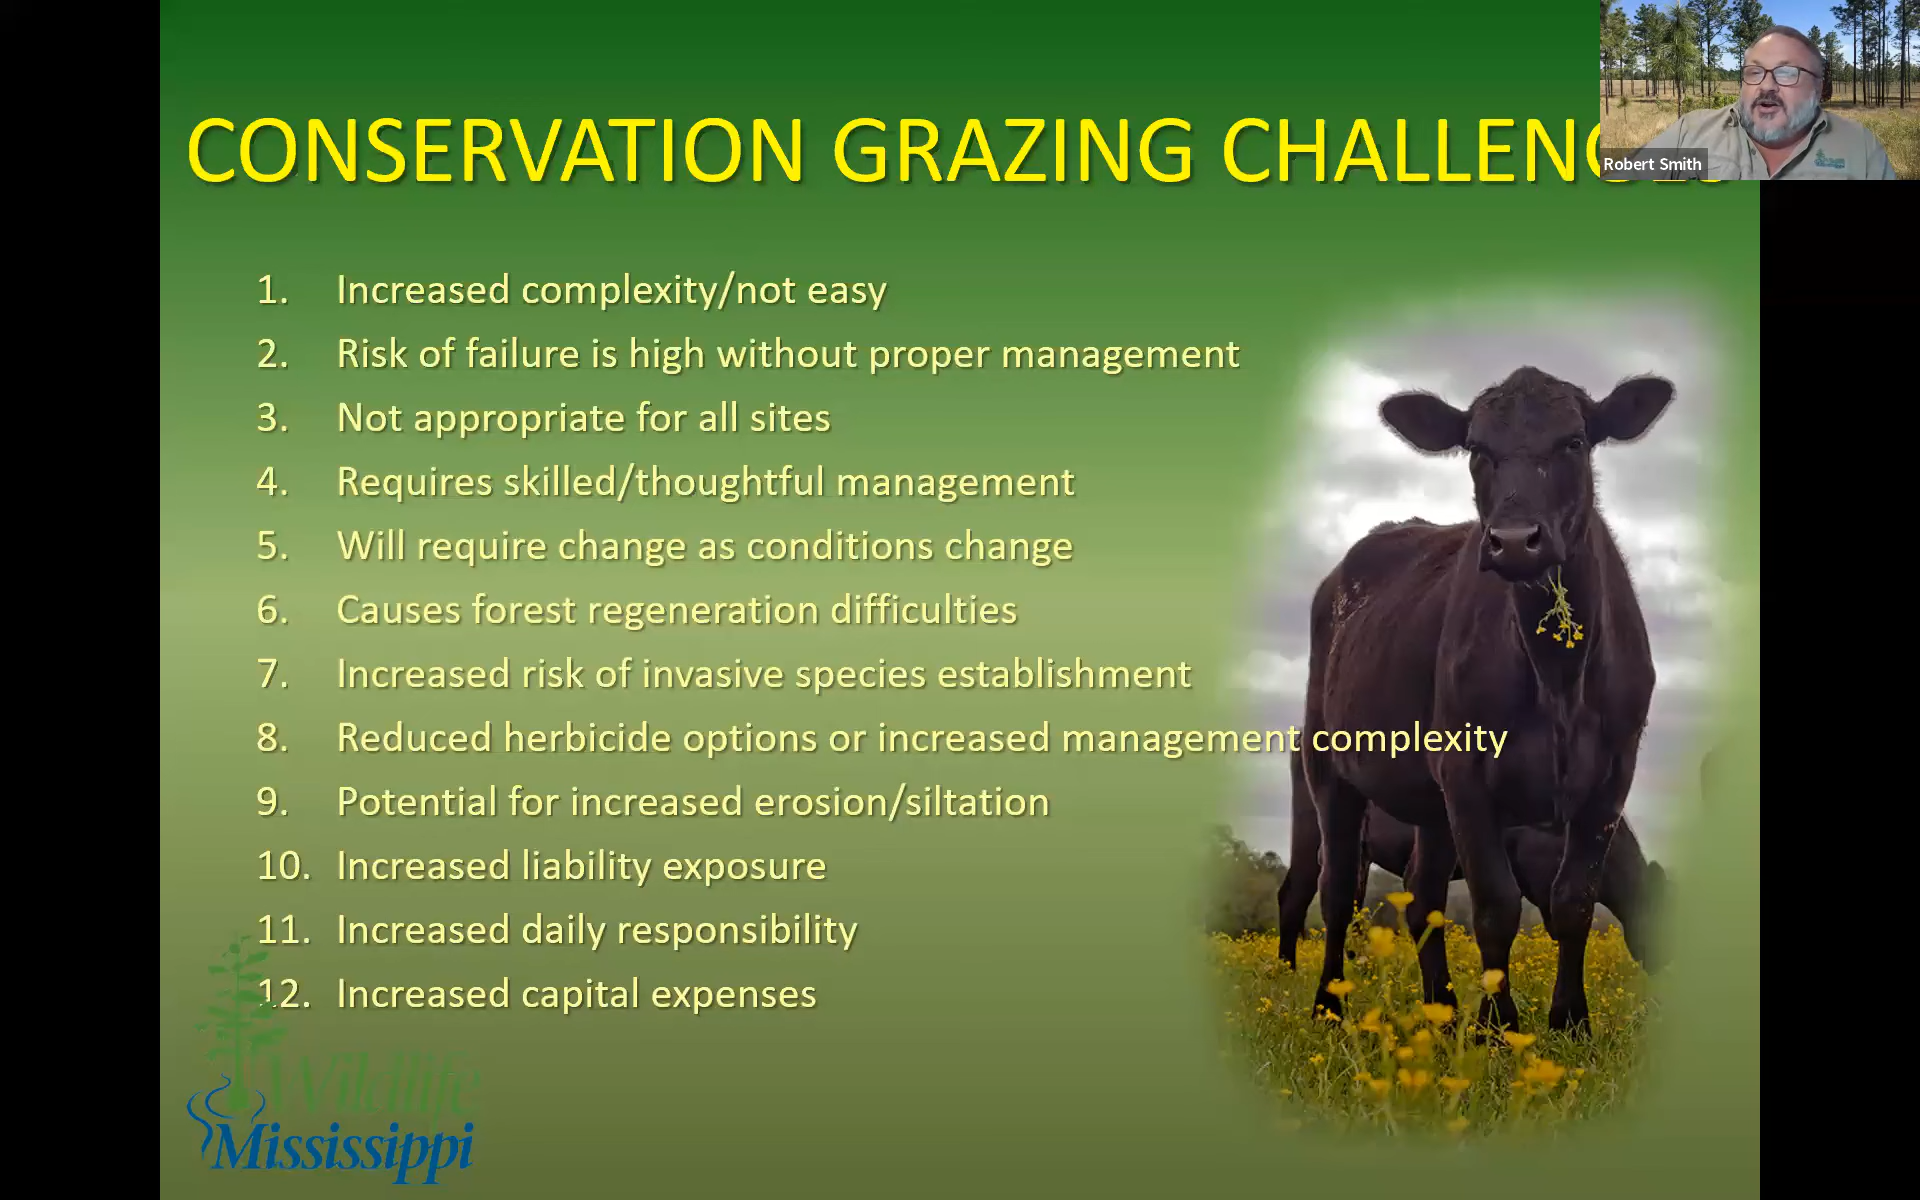 CONSERVATION GRAZING
Robert Smith
1. Increased complexity/not easy
2. Risk of failure is high without proper management
3. Not appropriate for all sites
4. Requires skilled/thoughtful management
5. Will require change as conditions change
6. Causes forest regeneration difficulties
7. Increased risk of invasive species establishment
8. Reduced herbicide options or increased management complexity
9. Potential for increased erosion/siltation
10. Increased liability exposure
11. Increased daily responsibility
12. Increased capital expenses
Wildlife
Mississippi